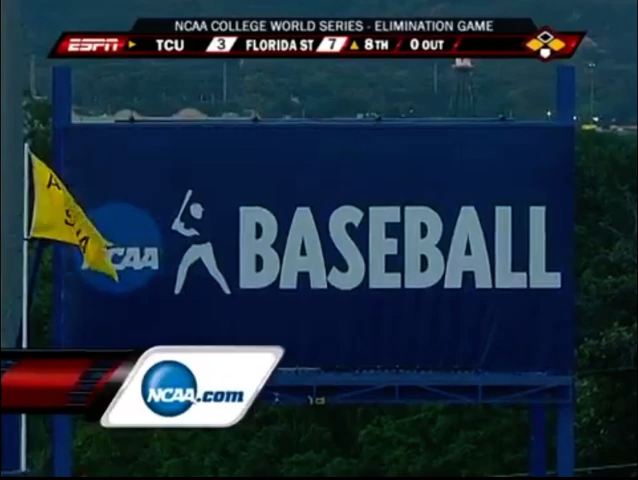 NCAA COLLEGE WORLD SERIES - ELIMINATION GAME
ESPN TCU 3 FLORIDA ST 7 ▲ 8TH 0 OUT
NCAA BASEBALL
NCAA.com